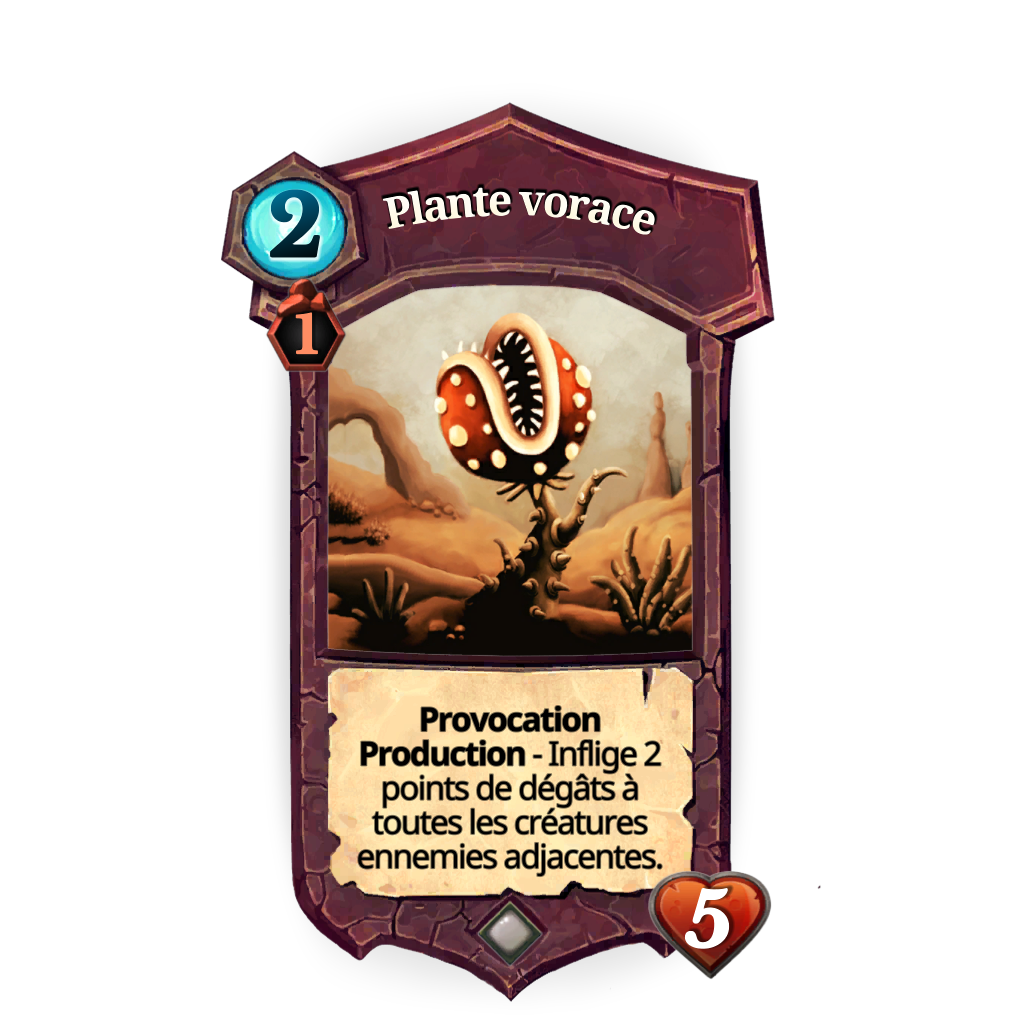 2
Plante vorace
1
Provocation
Production - Inflige 2
points de dégâts à
toutes les créatures
ennemies adjacentes.
5